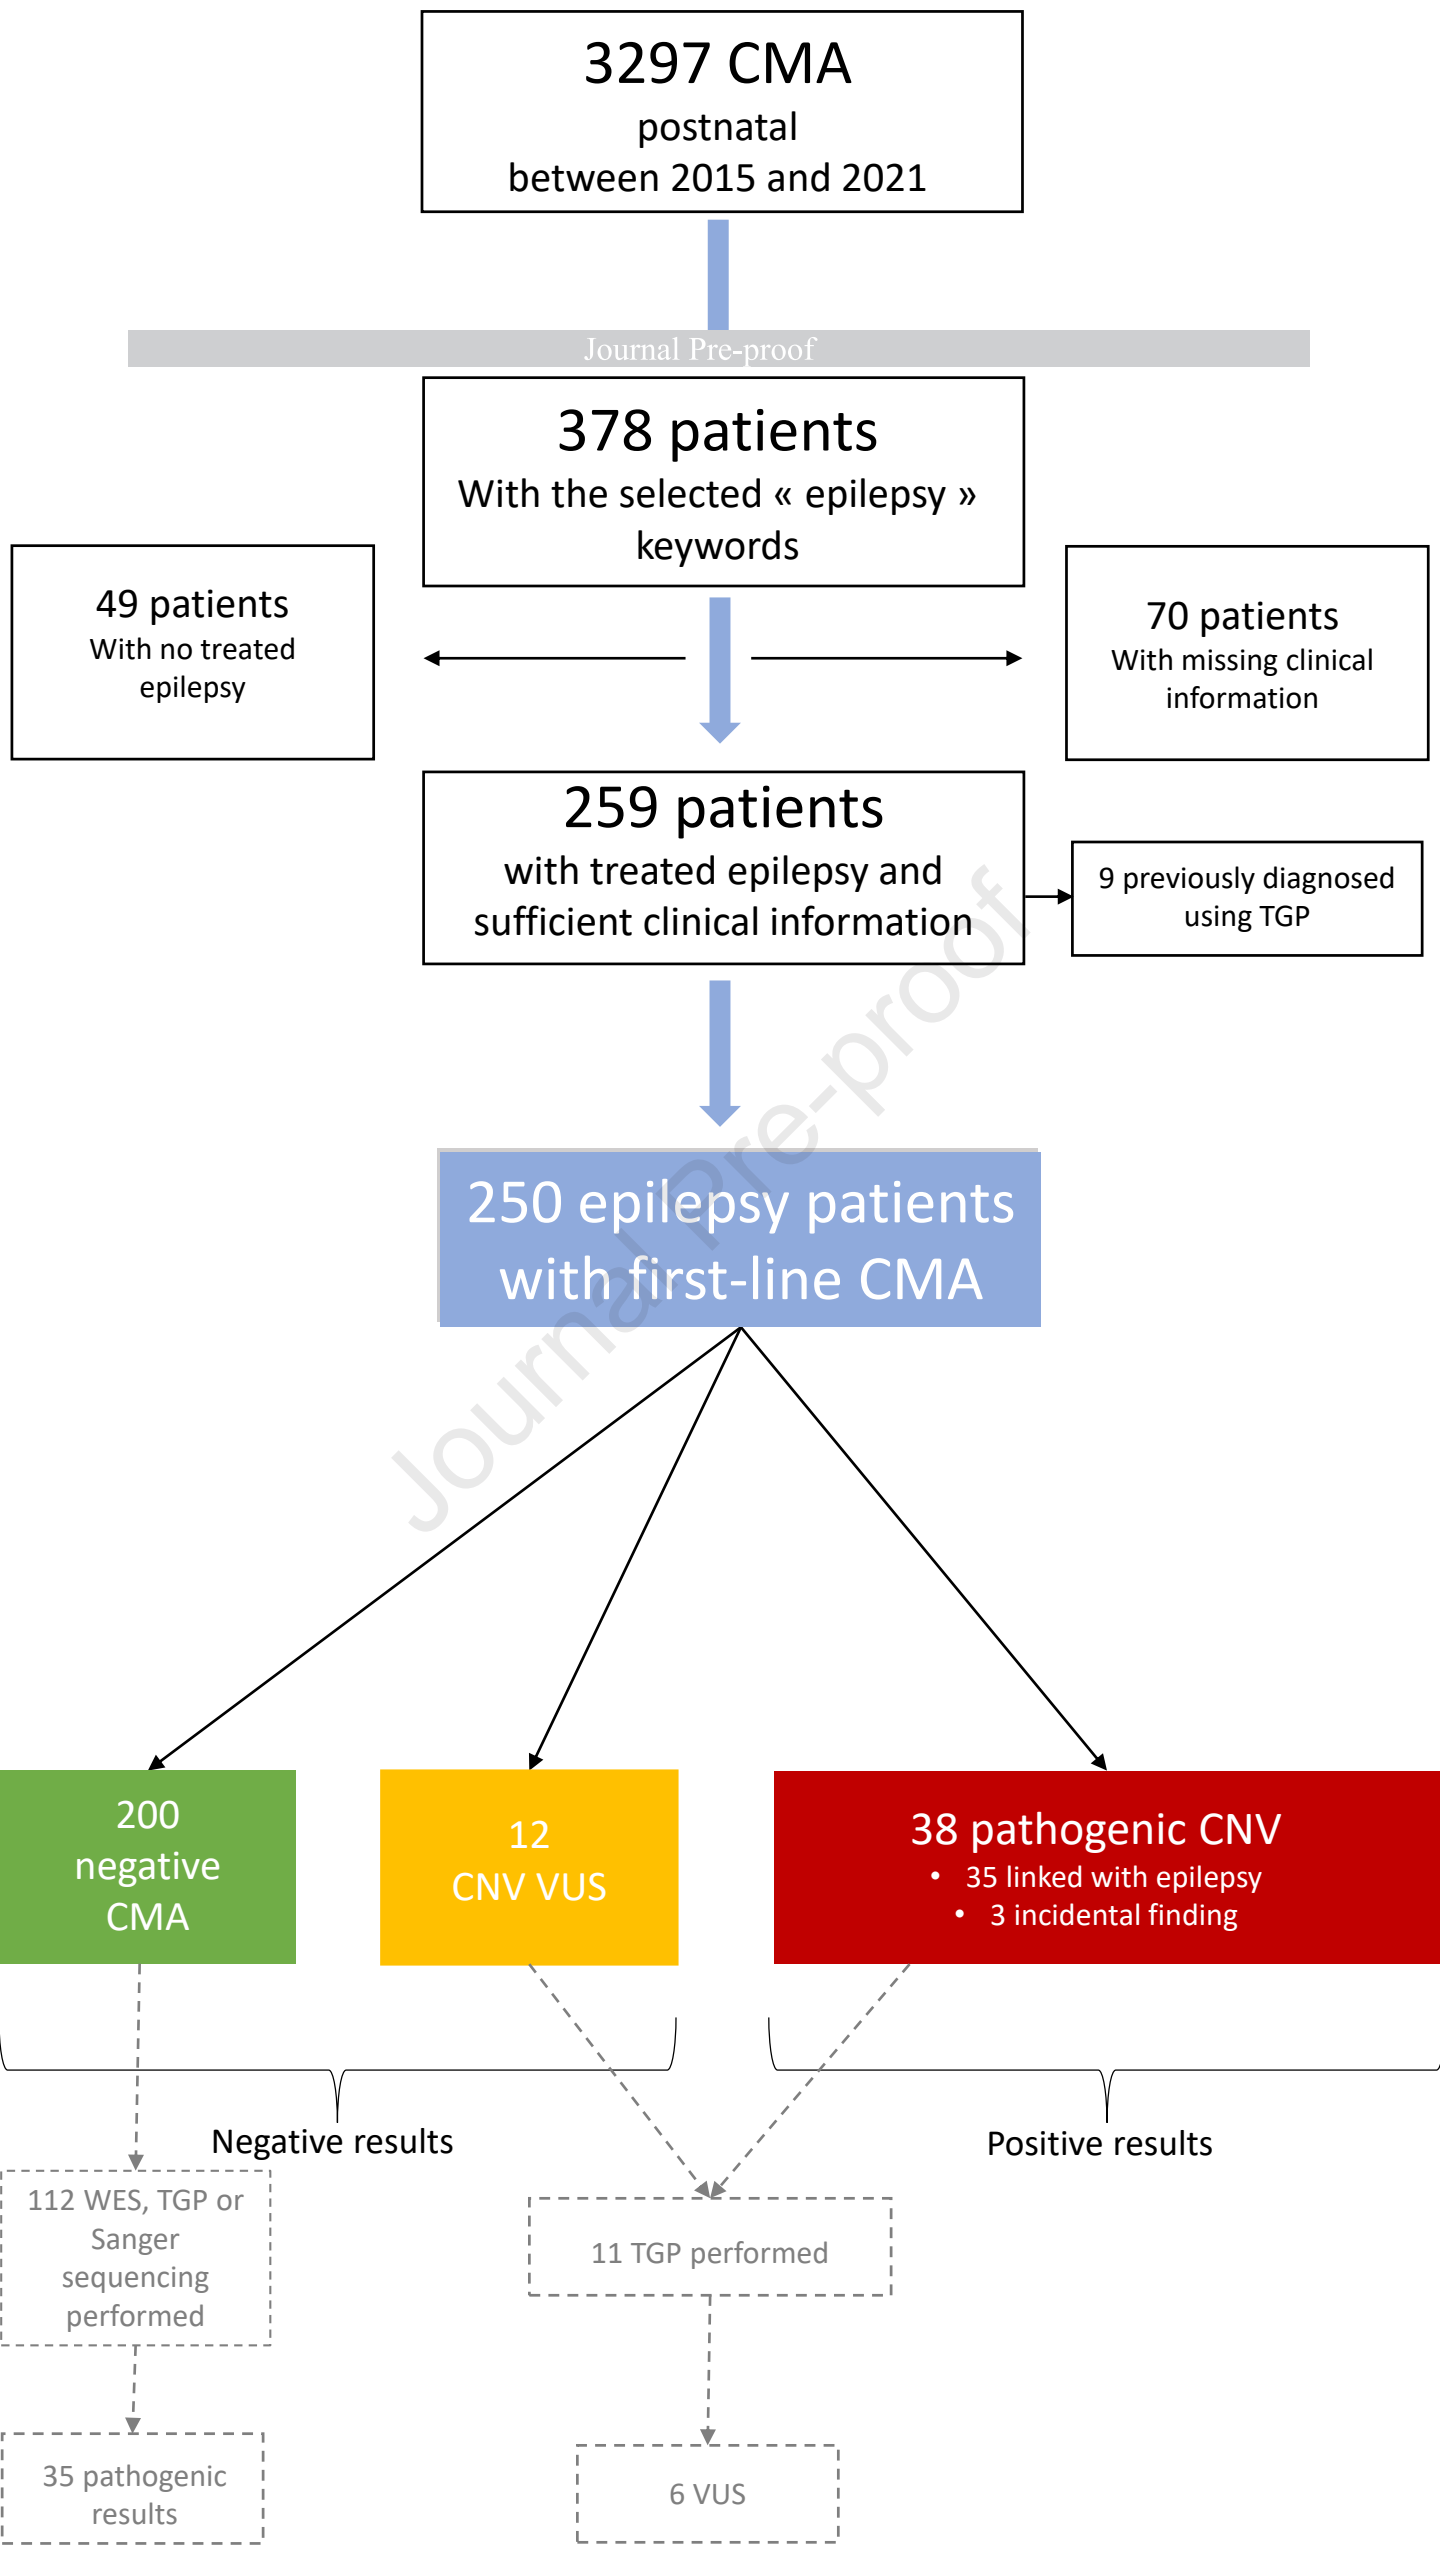 3297 CMA
postnatal
between 2015 and 2021
Journal Pre-proof
378 patients
With the selected « epilepsy »
keywords
49 patients
With no treated
epilepsy
70 patients
With missing clinical
information
259 patients
with treated epilepsy and
sufficient clinical information
9 previously diagnosed
using TGP
Journal Pre-proof
250 epilepsy patients
with first-line CMA
200
negative
CMA
12
CNV VUS
38 pathogenic CNV
• 35 linked with epilepsy
• 3 incidental finding
Negative results
Positive results
112 WES, TGP or
Sanger
sequencing
performed
11 TGP performed
35 pathogenic
results
6 VUS